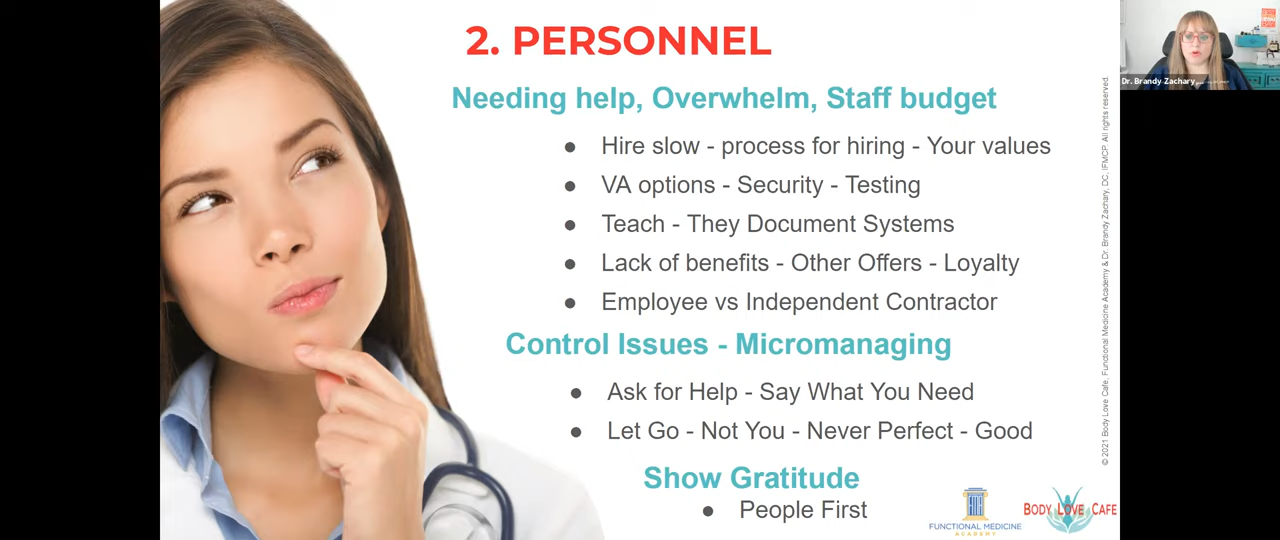 2. PERSONNEL
Needing help, Overwhelm, Staff budget
● Hire slow - process for hiring - Your values
● VA options - Security - Testing
● Teach - They Document Systems
● Lack of benefits - Other Offers - Loyalty
● Employee vs Independent Contractor
Control Issues - Micromanaging
● Ask for Help - Say What You Need
● Let Go - Not You - Never Perfect - Good
Show Gratitude
● People First
FUNCTIONAL MEDICINE
ACADEMY
BODY LOVE CAFE
© 2021 Body Love Cafe, Functional Medicine Academy & Dr. Brandy Zachary, DC, IFMCP. All rights reserved.
Dr. Brandy Zachary,